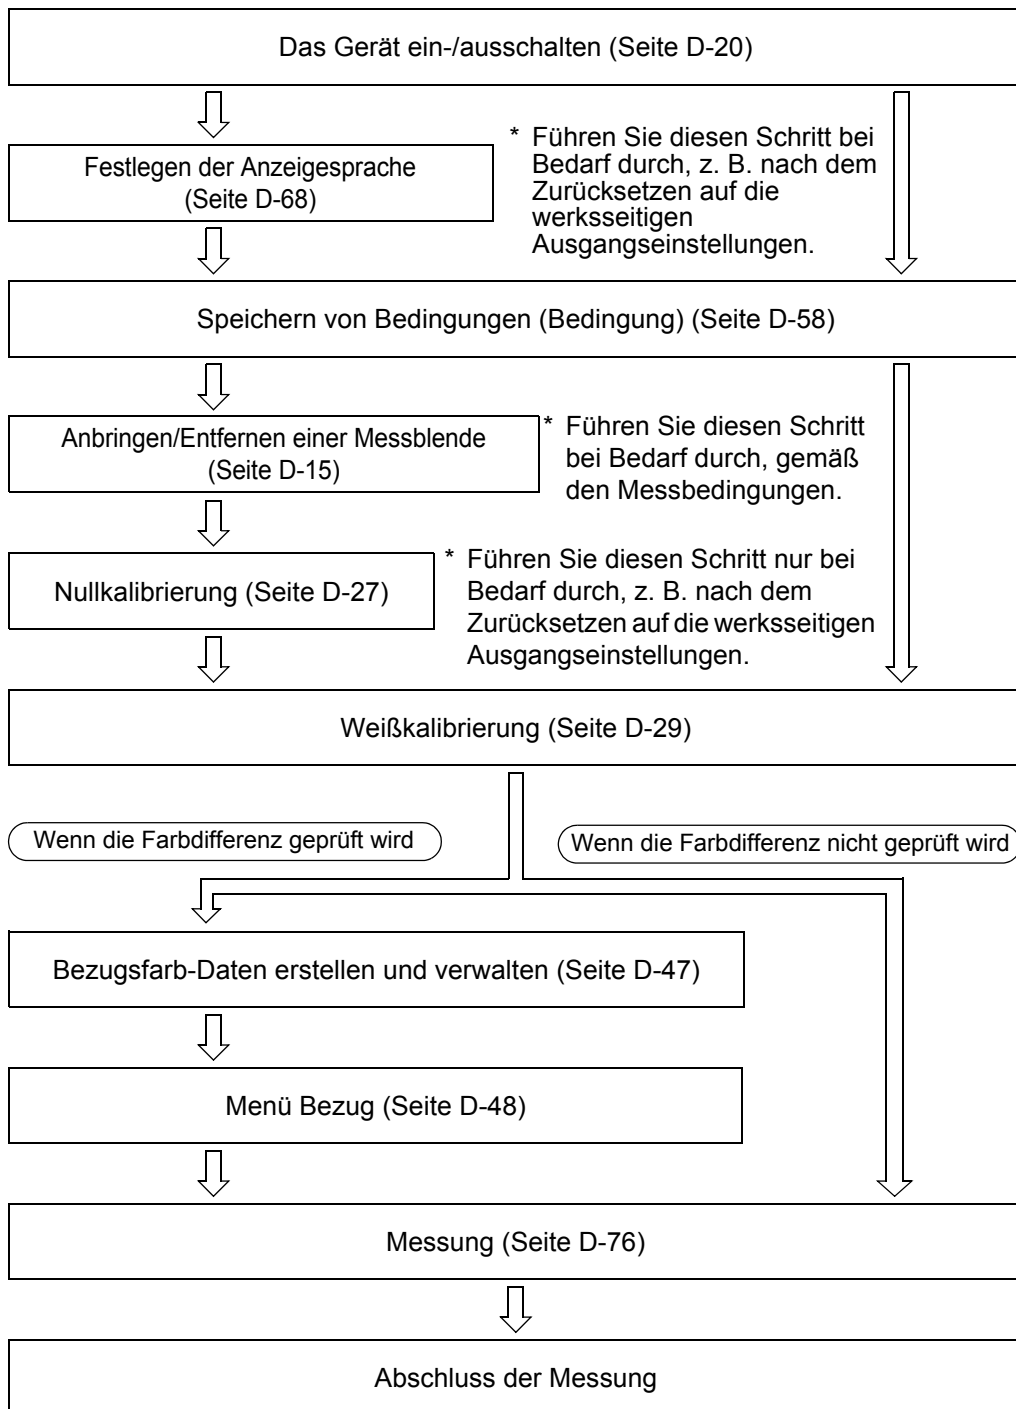 Das Gerät ein-/ausschalten (Seite D-20)
Festlegen der Anzeigesprache
(Seite D-68)
* Führen Sie diesen Schritt bei
Bedarf durch, z. B. nach dem
Zurücksetzen auf die
werksseitigen
Ausgangseinstellungen.
Speichern von Bedingungen (Bedingung) (Seite D-58)
Anbringen/Entfernen einer Messblende
(Seite D-15)
* Führen Sie diesen Schritt
bei Bedarf durch, gemäß
den Messbedingungen.
Nullkalibrierung (Seite D-27)
* Führen Sie diesen Schritt nur bei
Bedarf durch, z. B. nach dem
Zurücksetzen auf die werksseitigen
Ausgangseinstellungen.
Weißkalibrierung (Seite D-29)
Wenn die Farbdifferenz geprüft wird
Wenn die Farbdifferenz nicht geprüft wird
Bezugsfarb-Daten erstellen und verwalten (Seite D-47)
Menü Bezug (Seite D-48)
Messung (Seite D-76)
Abschluss der Messung